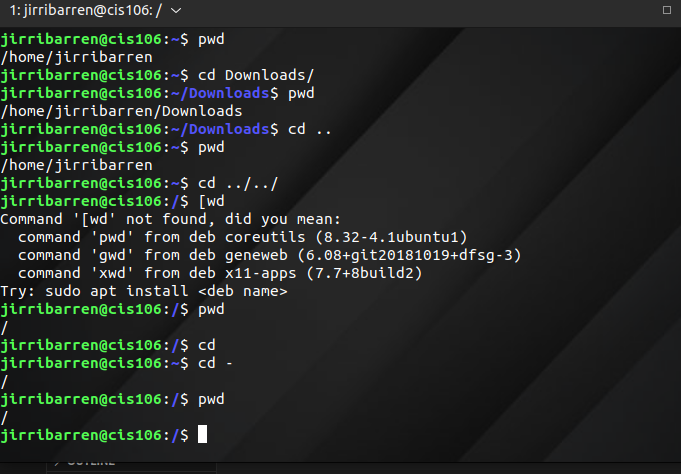 1: jirribarren@cis106: /
jirribarren@cis106:~$ pwd
/home/jirribarren
jirribarren@cis106:~$ cd Downloads/
jirribarren@cis106:~/Downloads$ pwd
/home/jirribarren/Downloads
jirribarren@cis106:~/Downloads$ cd ..
jirribarren@cis106:~$ pwd
/home/jirribarren
jirribarren@cis106:~$ cd ../../
jirribarren@cis106:/$ [wd
Command '[wd' not found, did you mean:
  command 'pwd' from deb coreutils (8.32-4.1ubuntu1)
  command 'gwd' from deb geneweb (6.08+git20181019+dfsg-3)
  command 'xwd' from deb x11-apps (7.7+8build2)
Try: sudo apt install <deb name>
jirribarren@cis106:/$ pwd
/
jirribarren@cis106:/$ cd
jirribarren@cis106:~$ cd -
/
jirribarren@cis106:/$ pwd
/
jirribarren@cis106:/$
OUTLINE